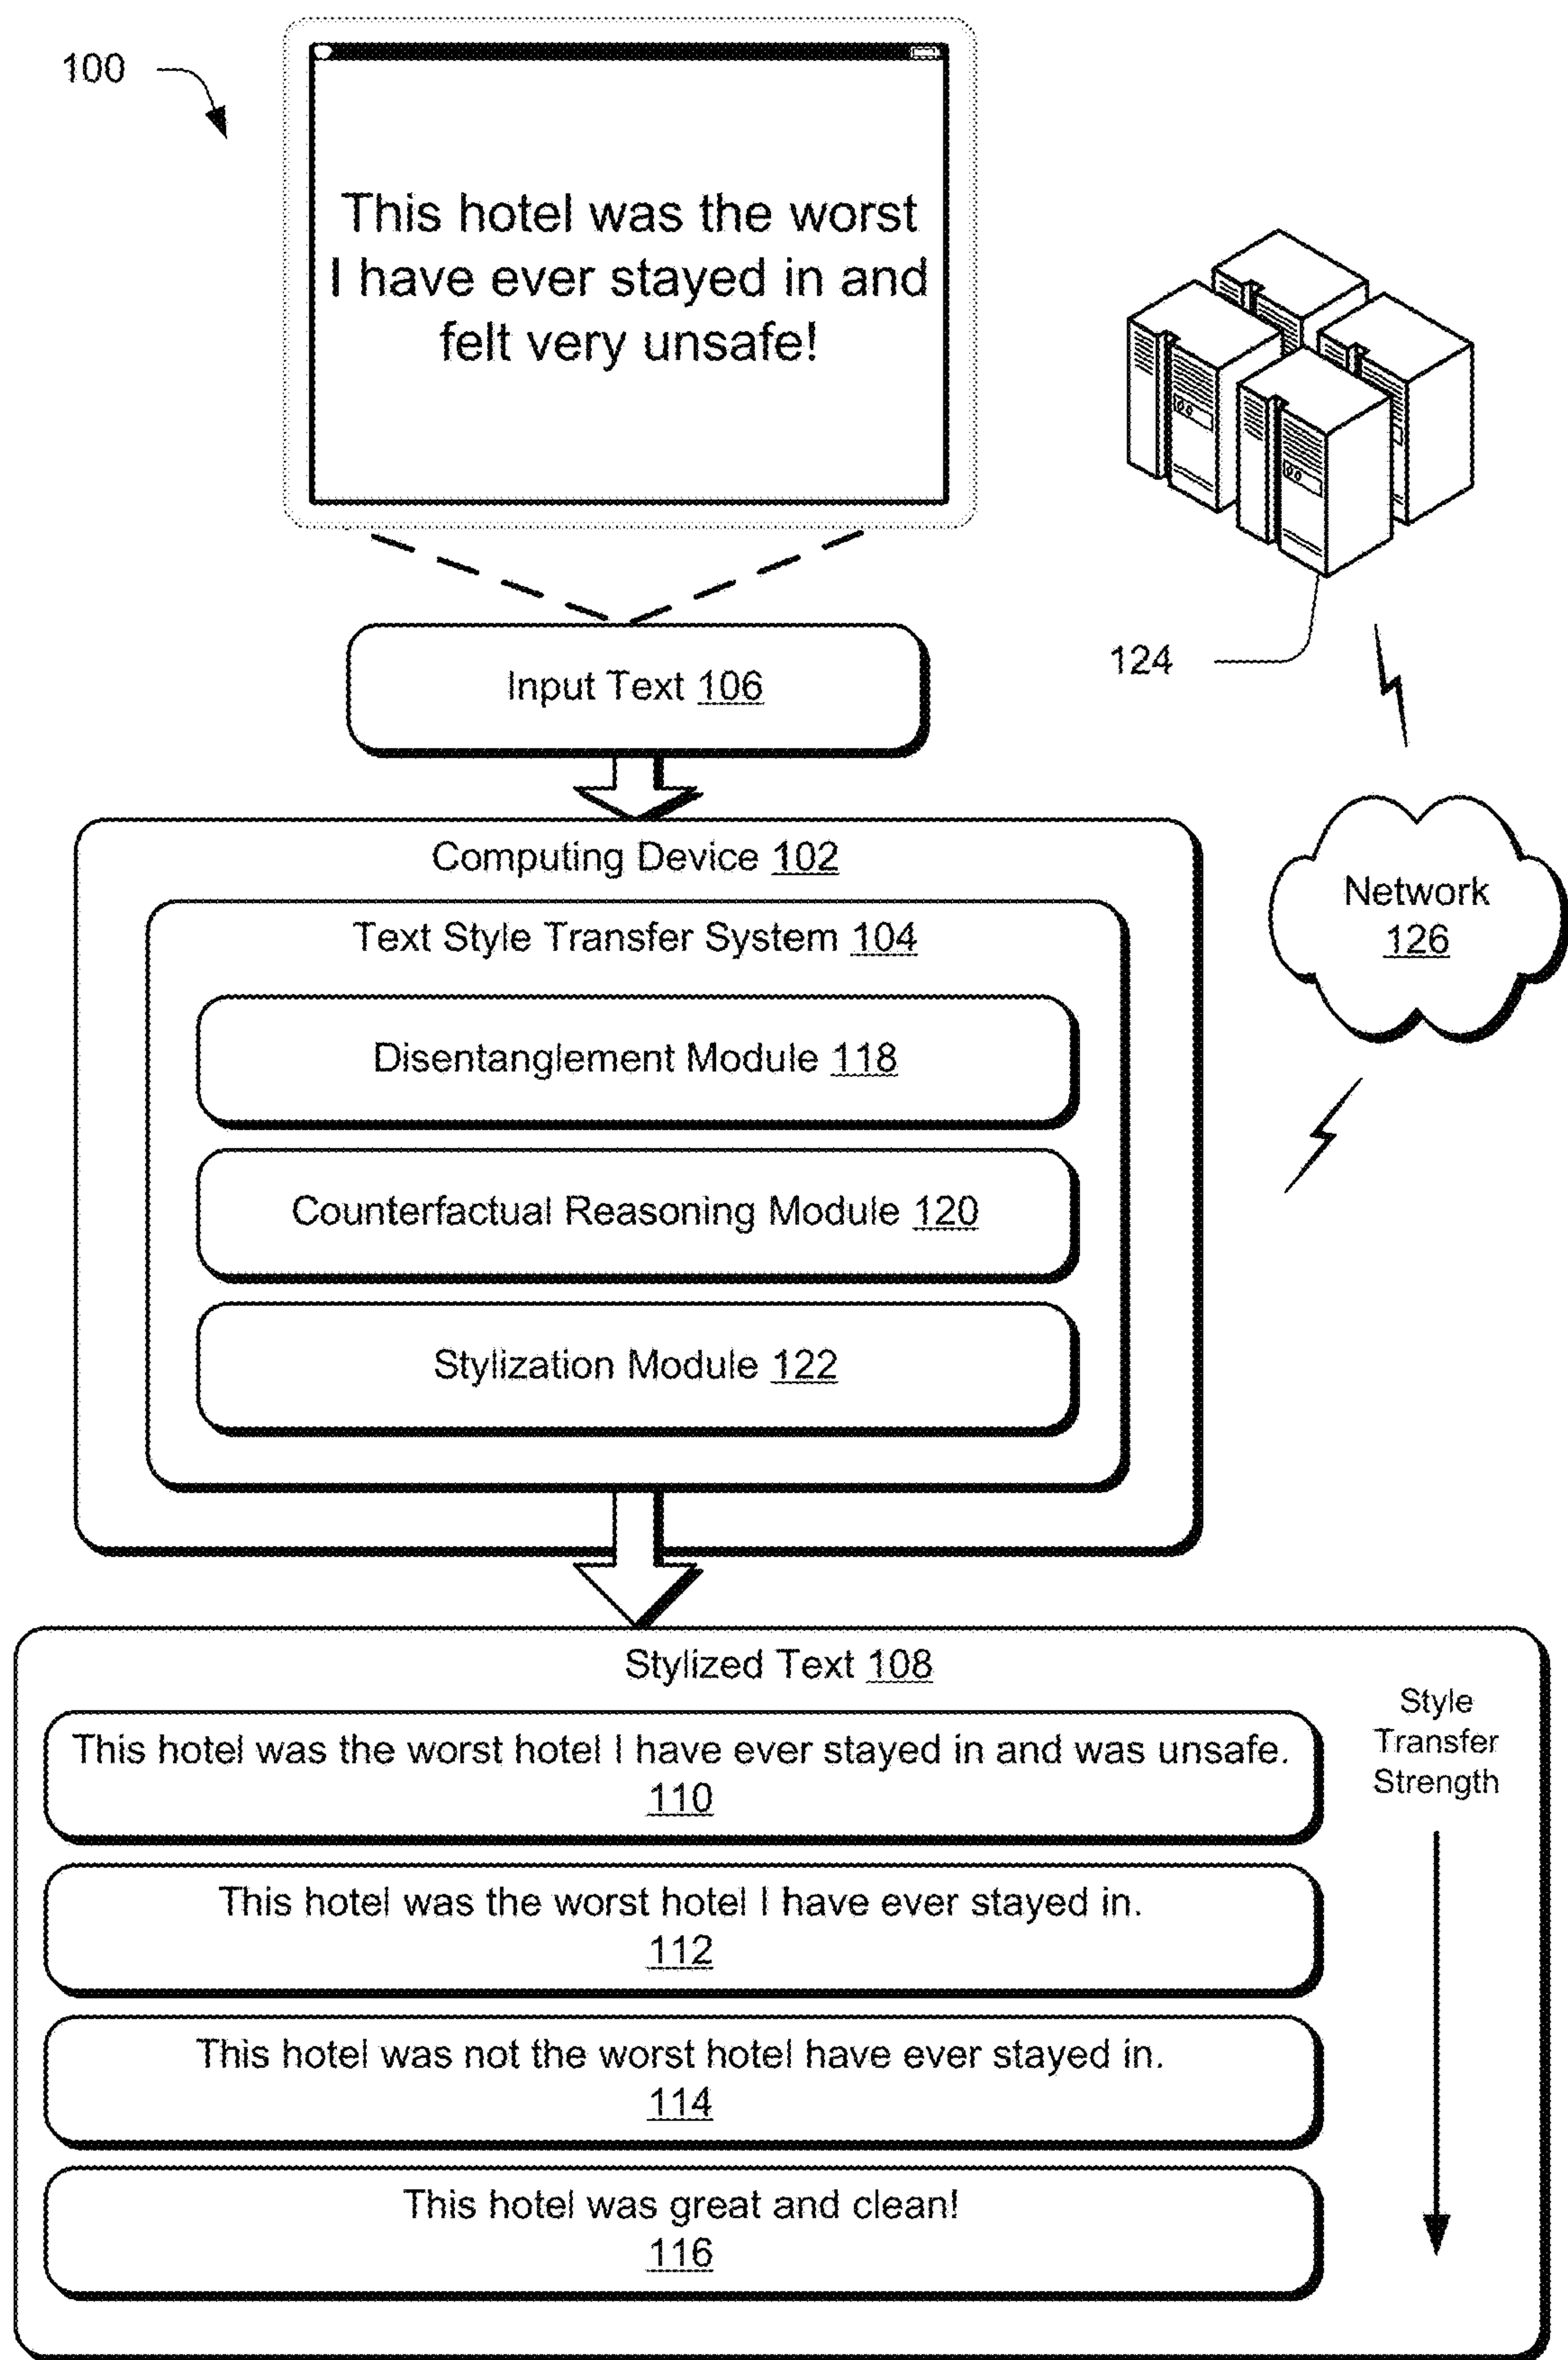 100
This hotel was the worst
I have ever stayed in and
felt very unsafe!
124
Input Text 106
Computing Device 102
Text Style Transfer System 104
Network
126
Disentanglement Module 118
Counterfactual Reasoning Module 120
Stylization Module 122
Stylized Text 108
Style
Transfer
Strength
This hotel was the worst hotel I have ever stayed in and was unsafe.
110
This hotel was the worst hotel I have ever stayed in.
112
This hotel was not the worst hotel have ever stayed in.
114
This hotel was great and clean!
116